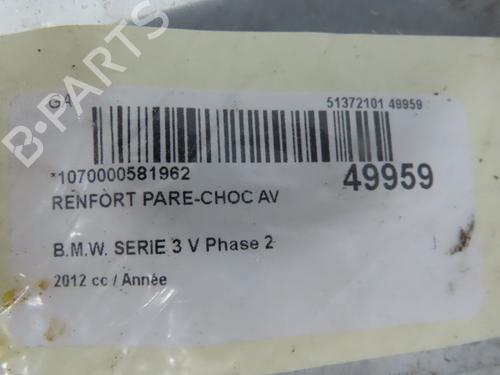 GA 51372101 49959
*1070000581962 49959
RENFORT PARE-CHOC AV
B.M.W. SERIE 3 V Phase 2
2012 cc / Année
B-PARTS